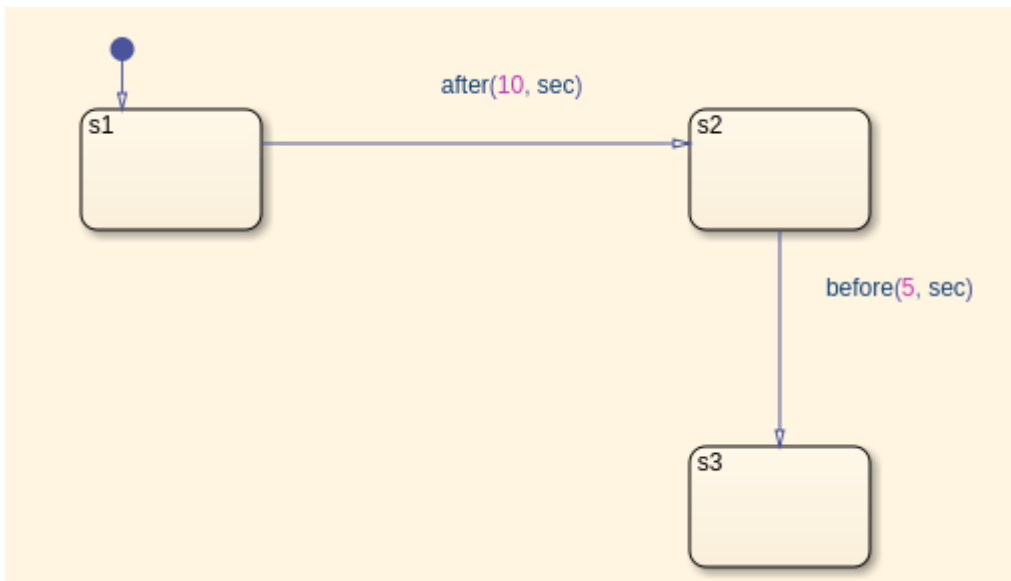 after(10, sec)
s1
s2
before(5, sec)
s3